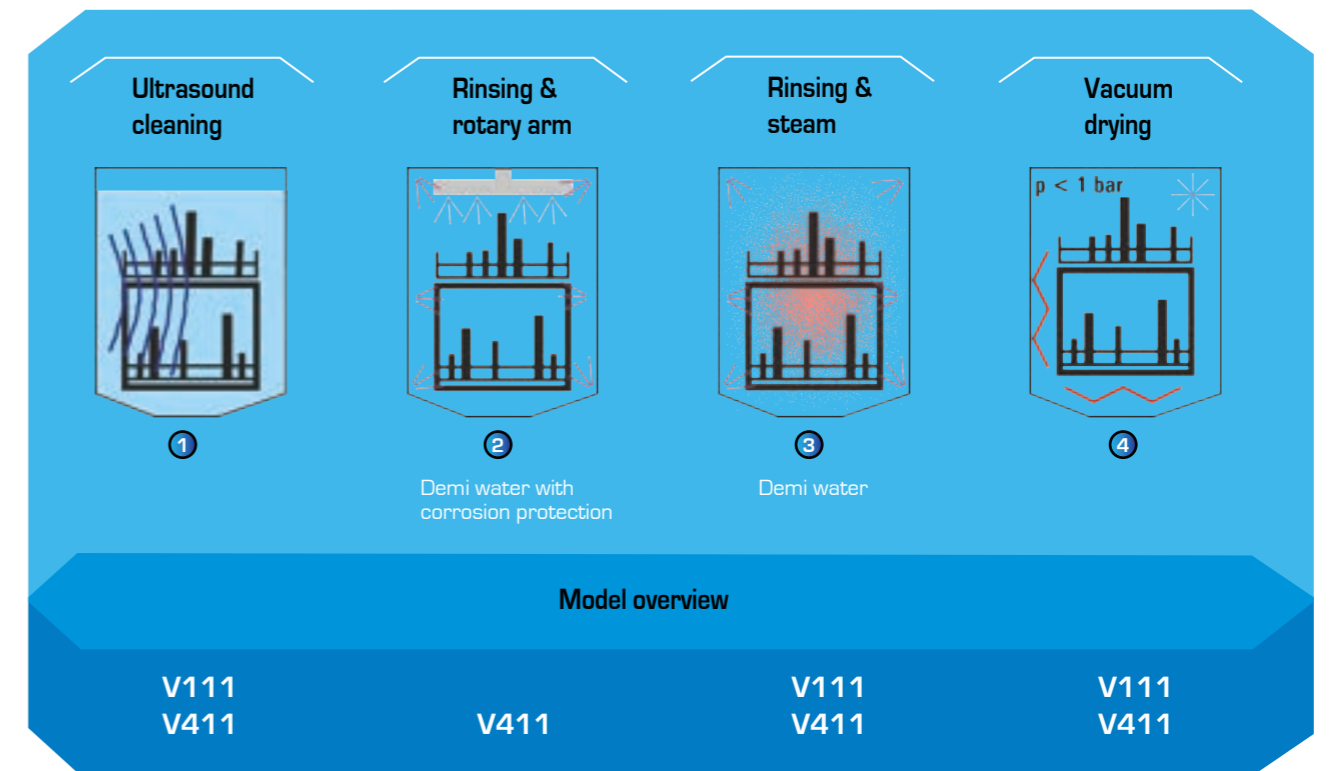 Ultrasound
cleaning
Rinsing &
rotary arm
Rinsing &
steam
Vacuum
drying
p < 1 bar
1
2
3
4
Demi water with
corrosion protection
Demi water
Model overview
V111
V411
V411
V111
V411
V111
V411